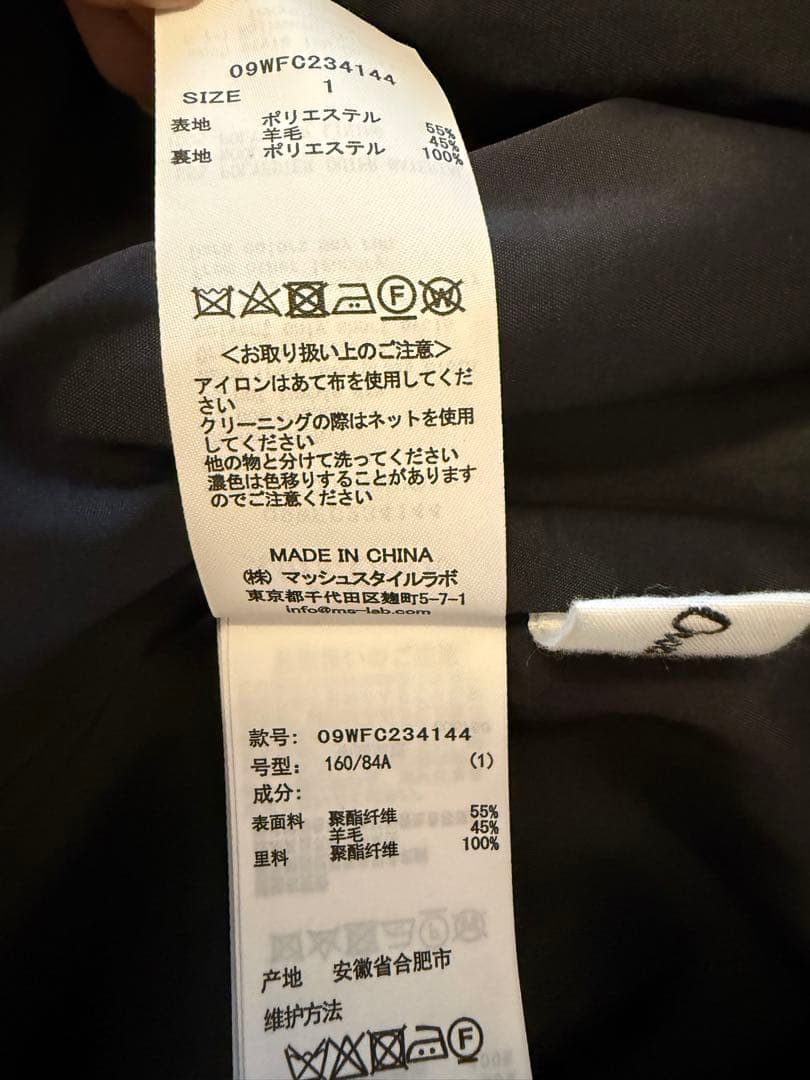 09WFC234144
SIZE 1
表地 ポリエステル 55%
羊毛 45%
裏地 ポリエステル 100%
F W
＜お取り扱い上のご注意＞
アイロンはあて布を使用してくだ
さい
クリーニングの際はネットを使用
してください
他の物と分けて洗ってください
濃色は色移りすることがあります
のでご注意ください
MADE IN CHINA
(株) マッシュスタイルラボ
東京都千代田区麹町5-7-1
info@ms-lab.com
款号: 09WFC234144
号型: 160/84A (1)
成分:
表面料 聚酯纤维 55%
羊毛 45%
里料 聚酯纤维 100%
产地 安徽省合肥市
维护方法
F